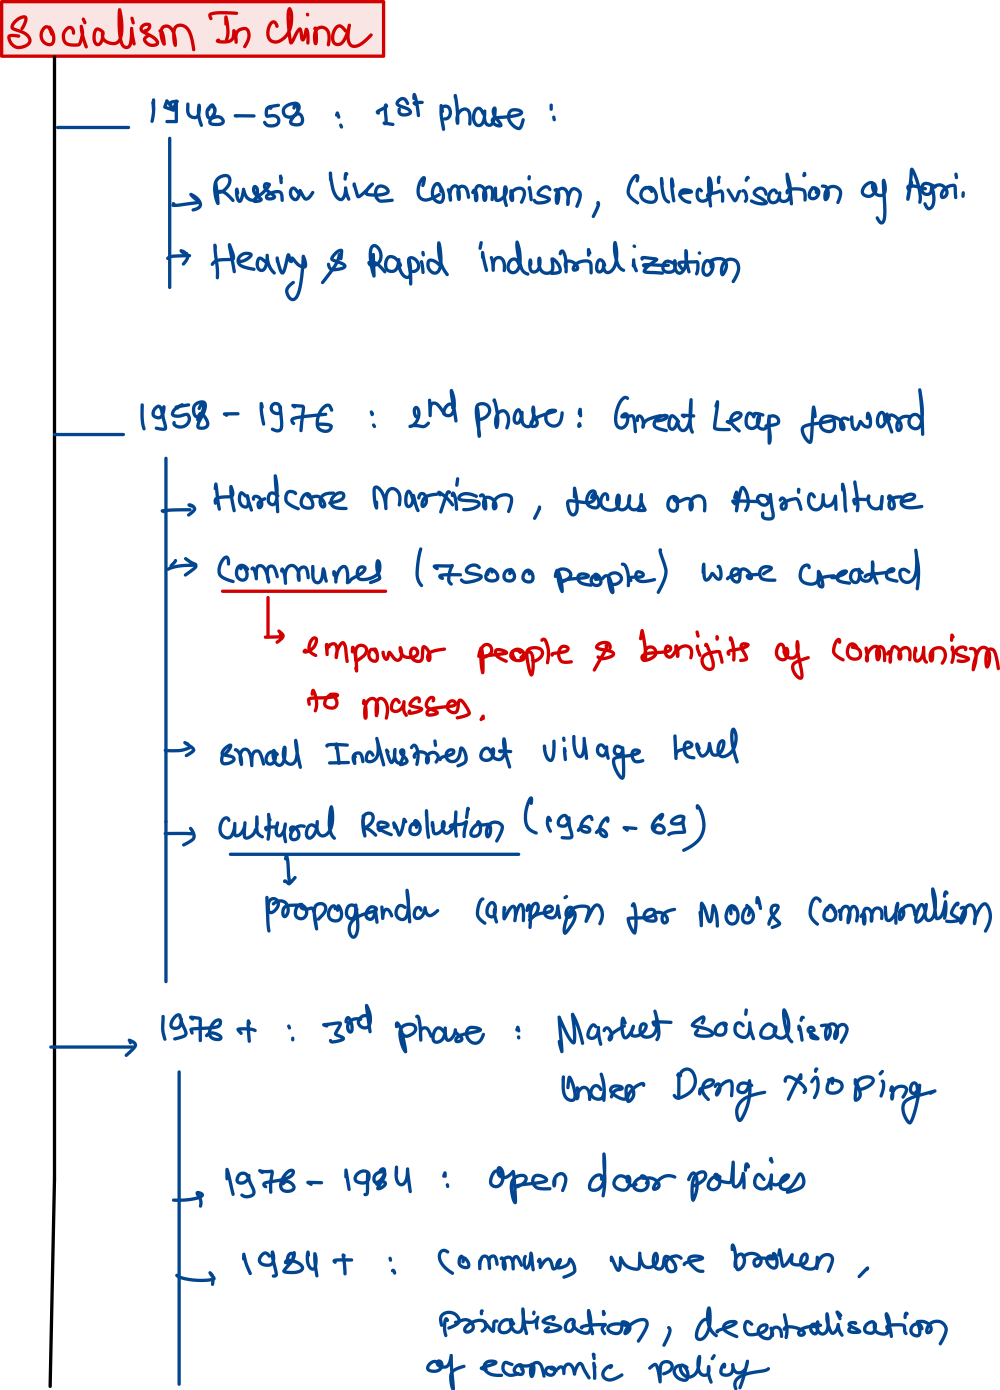 Socialism In China
1948-58 : 1st phase :
Russia like Communism, Collectivisation of Agri.
Heavy & Rapid industrialization
1958 - 1976 : 2nd Phase : Great Leap forward
Hardcore Marxism, focus on Agriculture
Communes (75000 people) were created
empower people & benifits of communism
to masses.
Small Industries at village level
Cultural Revolution (1966 - 69)
Propoganda campeign for Moo's Communalism
1976 + : 3rd phase : Market Socialism
Under Deng Xioping
1978 - 1984 : Open door policies
1984 + : Communes were broken,
Privatisation, decentralisation
of economic policy